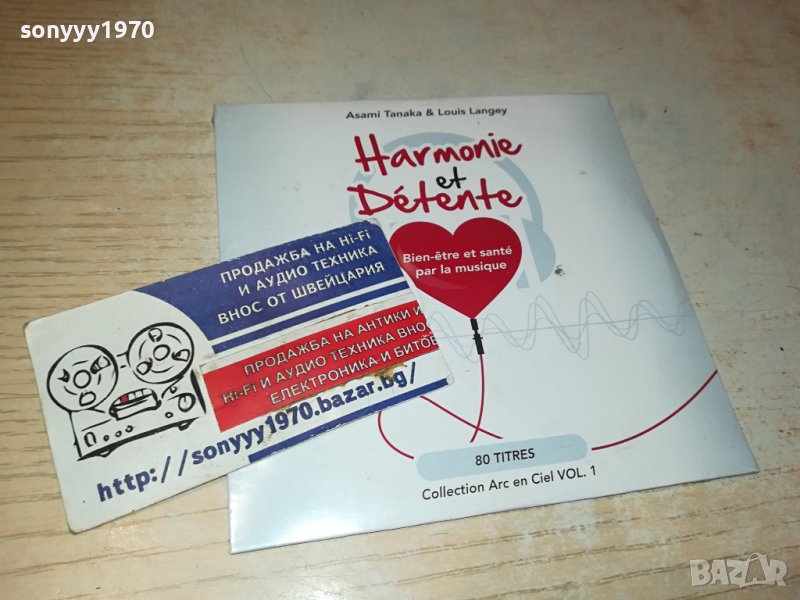 sonyyy1970
Asami Tanaka & Louis Langey
Harmonie
et
Détente
Bien-être et santé
par la musique
80 TITRES
Collection Arc en Ciel VOL. 1
ПРОДАЖБА НА Hi-Fi
И АУДИО ТЕХНИКА
ВНОС ОТ ШВЕЙЦАРИЯ
ПРОДАЖБА НА АНТИКИ И
Hi-Fi И АУДИО ТЕХНИКА ВНОС
ЕЛЕКТРОНИКА И БИТОВ
http://sonyyy1970.bazar.bg/
BAZAR